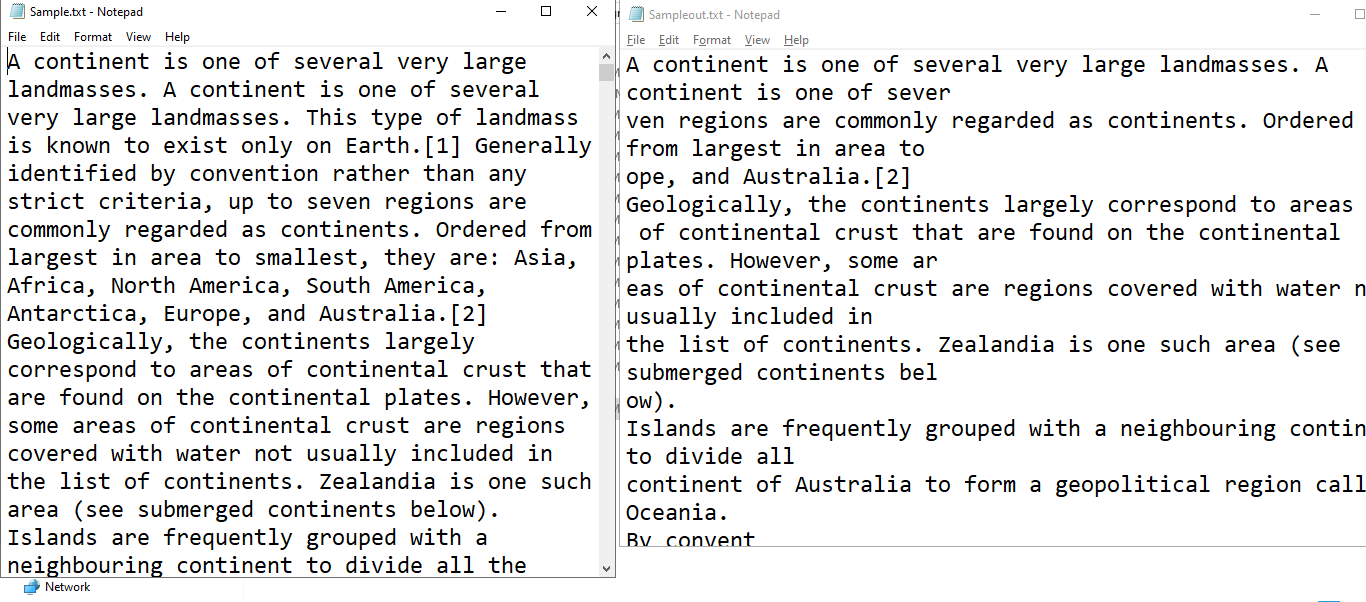 Sample.txt - Notepad
File Edit Format View Help
A continent is one of several very large
landmasses. A continent is one of several
very large landmasses. This type of landmass
is known to exist only on Earth.[1] Generally
identified by convention rather than any
strict criteria, up to seven regions are
commonly regarded as continents. Ordered from
largest in area to smallest, they are: Asia,
Africa, North America, South America,
Antarctica, Europe, and Australia.[2]
Geologically, the continents largely
correspond to areas of continental crust that
are found on the continental plates. However,
some areas of continental crust are regions
covered with water not usually included in
the list of continents. Zealandia is one such
area (see submerged continents below).
Islands are frequently grouped with a
neighbouring continent to divide all the
Network
Sampleout.txt - Notepad
File Edit Format View Help
A continent is one of several very large landmasses. A
continent is one of sever
ven regions are commonly regarded as continents. Ordered
from largest in area to
ope, and Australia.[2]
Geologically, the continents largely correspond to areas
of continental crust that are found on the continental
plates. However, some ar
eas of continental crust are regions covered with water n
usually included in
the list of continents. Zealandia is one such area (see
submerged continents bel
ow).
Islands are frequently grouped with a neighbouring contin
to divide all
continent of Australia to form a geopolitical region call
Oceania.
By convent